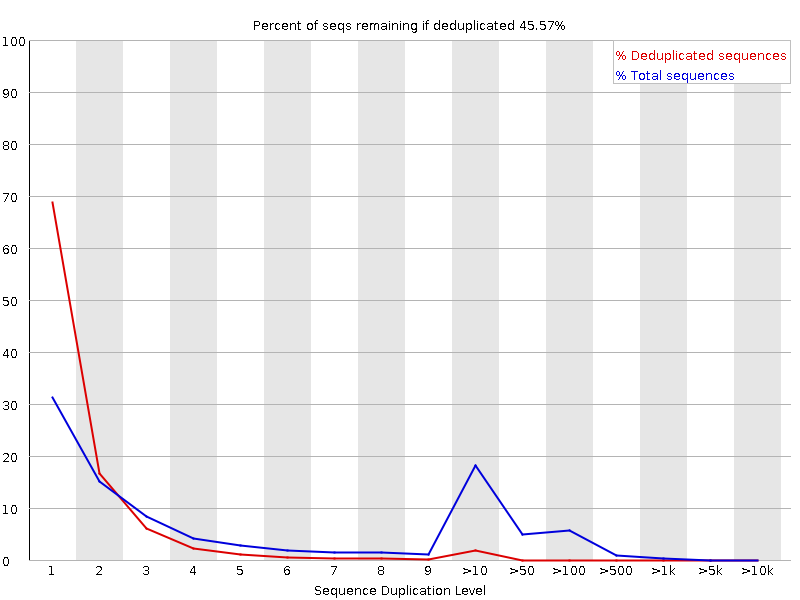 Percent of seqs remaining if deduplicated 45.57%
% Deduplicated sequences
% Total sequences
100
90
80
70
60
50
40
30
20
10
0
1 2 3 4 5 6 7 8 9 >10 >50 >100 >500 >1k >5k >10k
Sequence Duplication Level